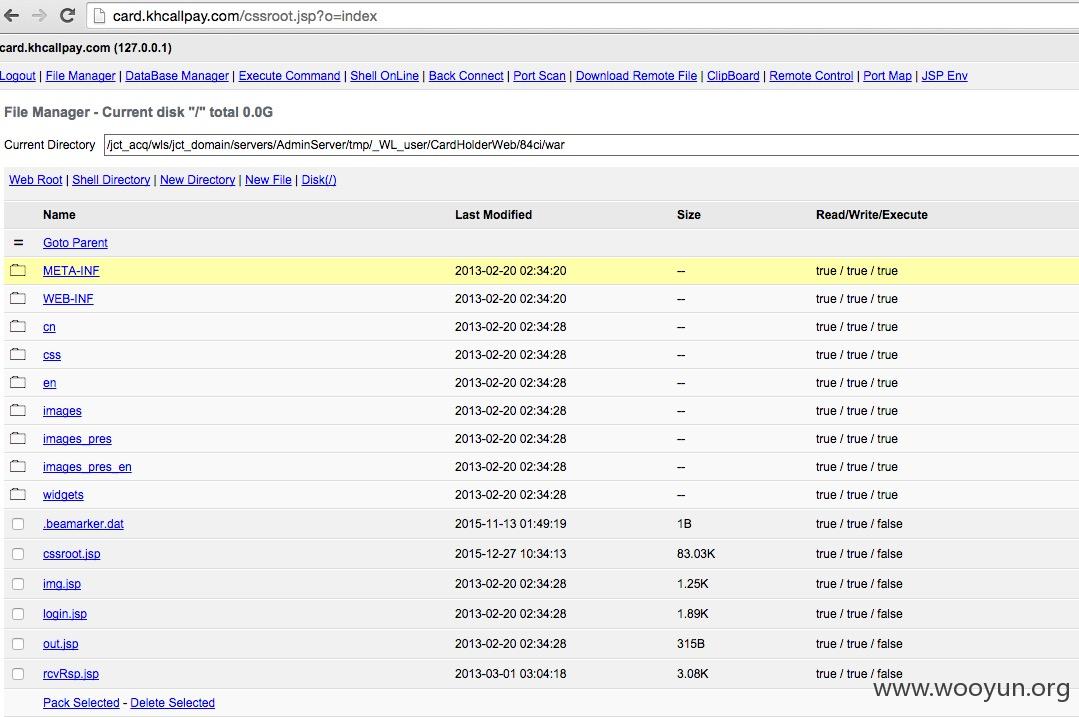 card.khcallpay.com/cssroot.jsp?o=index
card.khcallpay.com (127.0.0.1)
Logout | File Manager | DataBase Manager | Execute Command | Shell OnLine | Back Connect | Port Scan | Download Remote File | ClipBoard | Remote Control | Port Map | JSP Env
File Manager - Current disk "/" total 0.0G
Current Directory /jct_acq/wls/jct_domain/servers/AdminServer/tmp/_WL_user/CardHolderWeb/84ci/war
Web Root | Shell Directory | New Directory | New File | Disk(/)
Name Last Modified Size Read/Write/Execute
= Goto Parent
META-INF 2013-02-20 02:34:20 -- true / true / true
WEB-INF 2013-02-20 02:34:20 -- true / true / true
cn 2013-02-20 02:34:28 -- true / true / true
css 2013-02-20 02:34:28 -- true / true / true
en 2013-02-20 02:34:28 -- true / true / true
images 2013-02-20 02:34:28 -- true / true / true
images_pres 2013-02-20 02:34:28 -- true / true / true
images_pres_en 2013-02-20 02:34:28 -- true / true / true
widgets 2013-02-20 02:34:28 -- true / true / true
.beamarker.dat 2015-11-13 01:49:19 1B true / true / false
cssroot.jsp 2015-12-27 10:34:13 83.03K true / true / false
img.jsp 2013-02-20 02:34:28 1.25K true / true / false
login.jsp 2013-02-20 02:34:28 1.89K true / true / false
out.jsp 2013-02-20 02:34:28 315B true / true / false
rcvRsp.jsp 2013-03-01 03:04:18 3.08K true / true / false
www.wooyun.org
Pack Selected - Delete Selected